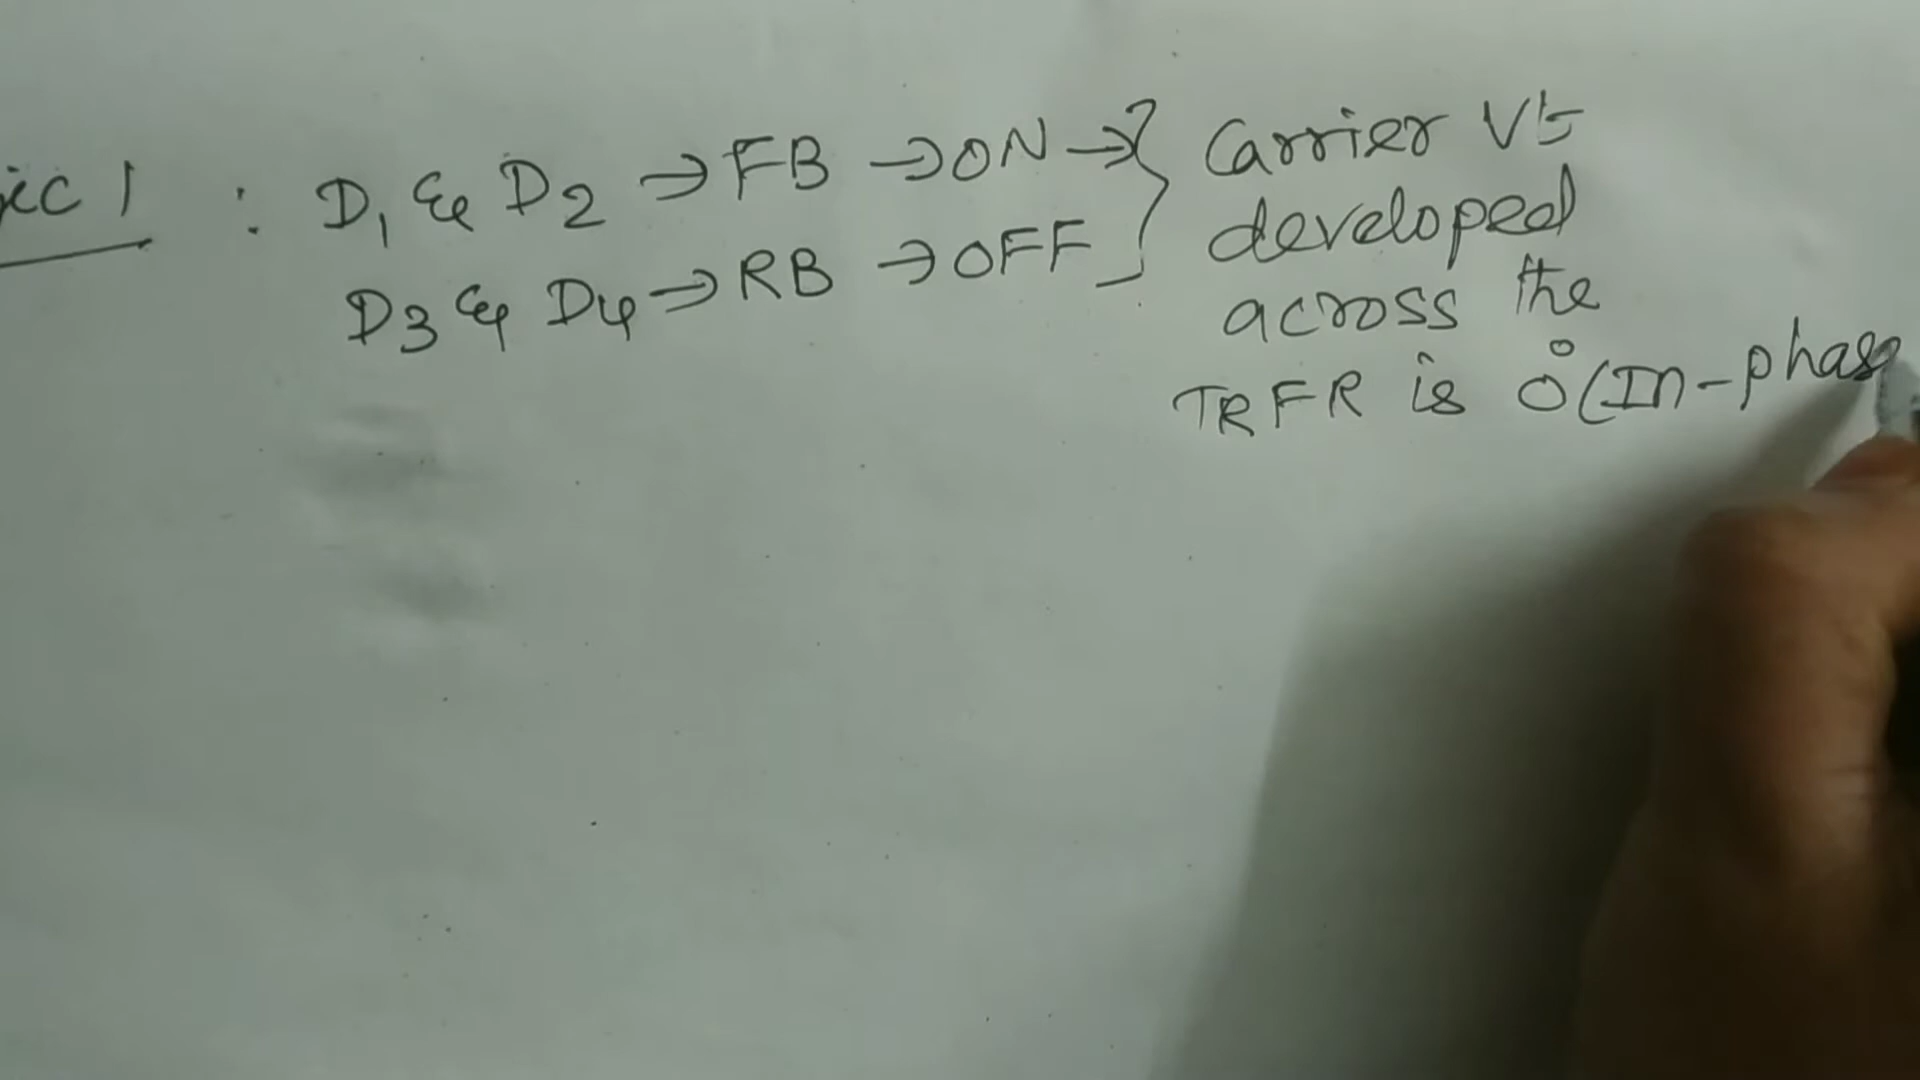 ic 1 : D1 & D2 → FB → ON → } Carrier Vtg
D3 & D4 → RB → OFF } developed
across the
TRFR is 0° (In-phas